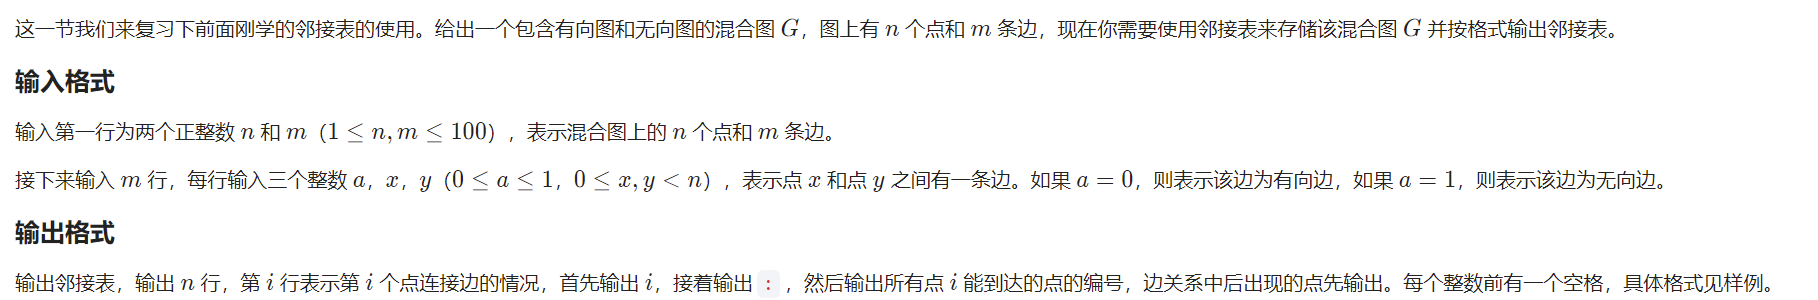 这一节我们来复习下前面刚学的邻接表的使用。给出一个包含有向图和无向图的混合图 G，图上有 n 个点和 m 条边，现在你需要使用邻接表来存储该混合图 G 并按格式输出邻接表。
输入格式
输入第一行为两个正整数 n 和 m（1 ≤ n, m ≤ 100），表示混合图上的 n 个点和 m 条边。
接下来输入 m 行，每行输入三个整数 a，x，y（0 ≤ a ≤ 1，0 ≤ x, y < n），表示点 x 和点 y 之间有一条边。如果 a = 0，则表示该边为有向边，如果 a = 1，则表示该边为无向边。
输出格式
输出邻接表，输出 n 行，第 i 行表示第 i 个点连接边的情况，首先输出 i，接着输出 : ，然后输出所有点 i 能到达的点的编号，边关系中后出现的点先输出。每个整数前有一个空格，具体格式见样例。